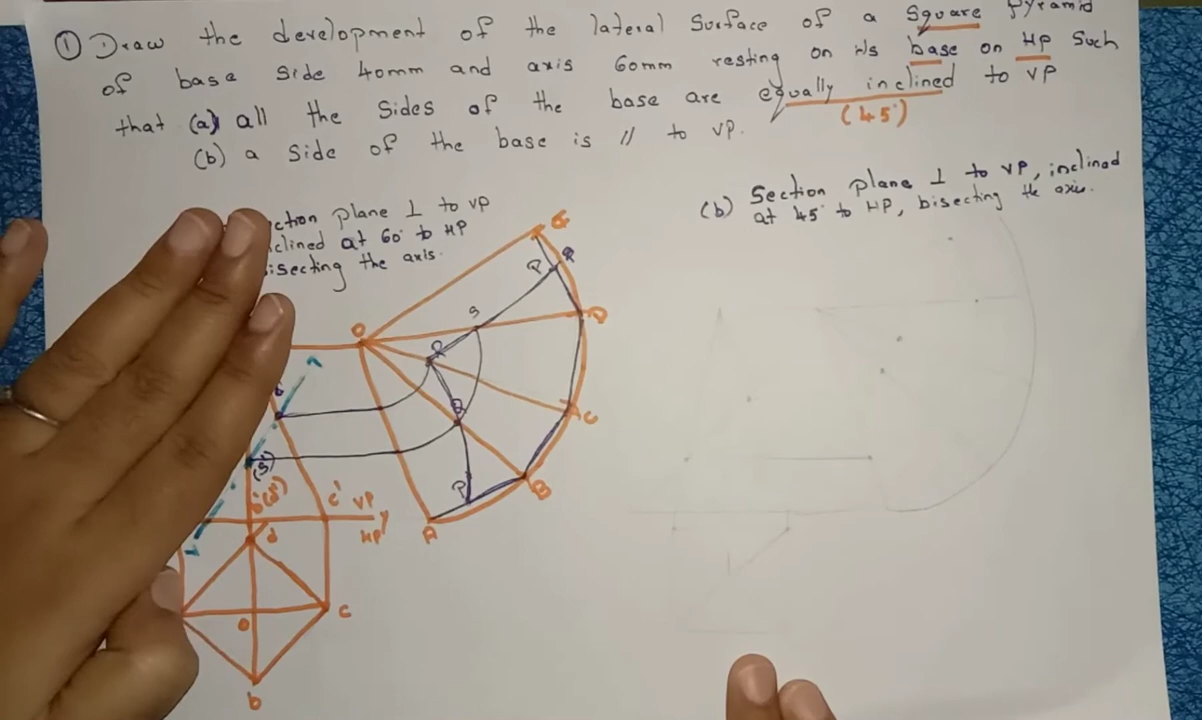 ① Draw the development of the lateral Surface of a Square Pyramid
of base side 40mm and axis 60mm resting on its base on HP Such
that (a) all the Sides of the base are equally inclined to VP
(45°)
(b) a Side of the base is // to VP.
ction plane ⊥ to VP
clined at 60° to HP
isecting the axis.
(b) Section plane ⊥ to VP, inclined
at 45° to HP, bisecting the axis.
O
A
P
B
Q
C
R
S
D
R
P
(s')
b'(d')
c' VP
HP
y
d
o
c
b